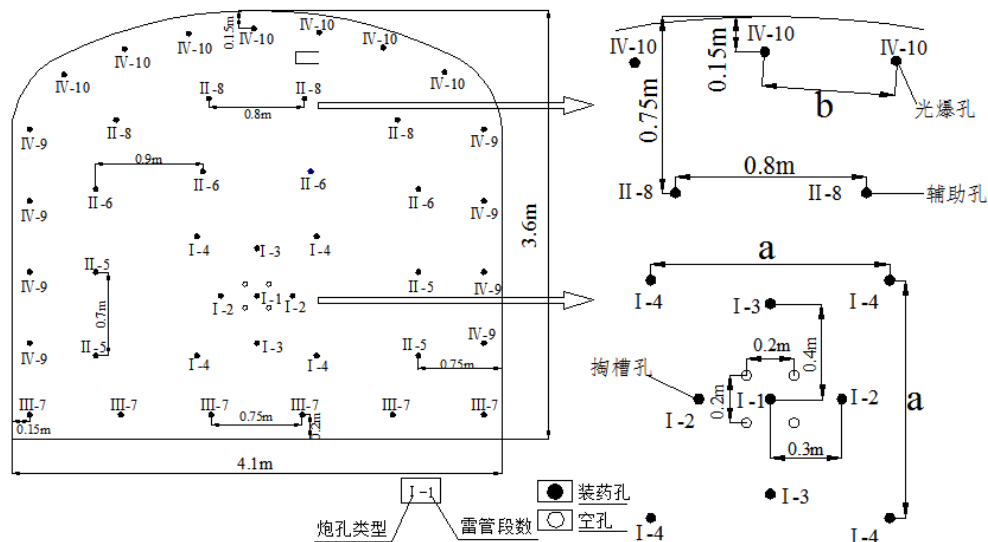 Ⅳ-10
0.15m
Ⅳ-10
Ⅳ-10
Ⅳ-10
Ⅳ-10
Ⅳ-10
Ⅳ-10
Ⅱ-8
Ⅱ-8
0.8m
Ⅱ-8
Ⅱ-8
Ⅳ-9
Ⅳ-9
0.9m
Ⅱ-6
Ⅱ-6
Ⅱ-6
Ⅱ-6
Ⅳ-9
Ⅳ-9
3.6m
Ⅰ-4
Ⅰ-3
Ⅰ-4
Ⅱ-5
Ⅱ-5
Ⅳ-9
Ⅳ-9
Ⅰ-2
Ⅰ-1
Ⅰ-2
0.7m
Ⅳ-9
Ⅱ-5
Ⅰ-4
Ⅰ-3
Ⅰ-4
Ⅱ-5
Ⅳ-9
0.75m
Ⅲ-7
Ⅲ-7
Ⅲ-7
Ⅲ-7
Ⅲ-7
Ⅲ-7
0.15m
0.75m
0.2m
4.1m
Ⅰ-1
炮孔类型
雷管段数
装药孔
空孔
Ⅳ-10
Ⅳ-10
Ⅳ-10
0.15m
0.75m
b
光爆孔
0.8m
Ⅱ-8
Ⅱ-8
辅助孔
a
Ⅰ-4
Ⅰ-3
Ⅰ-4
0.2m
0.4m
掏槽孔
0.2m
Ⅰ-2
Ⅰ-1
Ⅰ-2
a
0.3m
Ⅰ-3
Ⅰ-4
Ⅰ-4